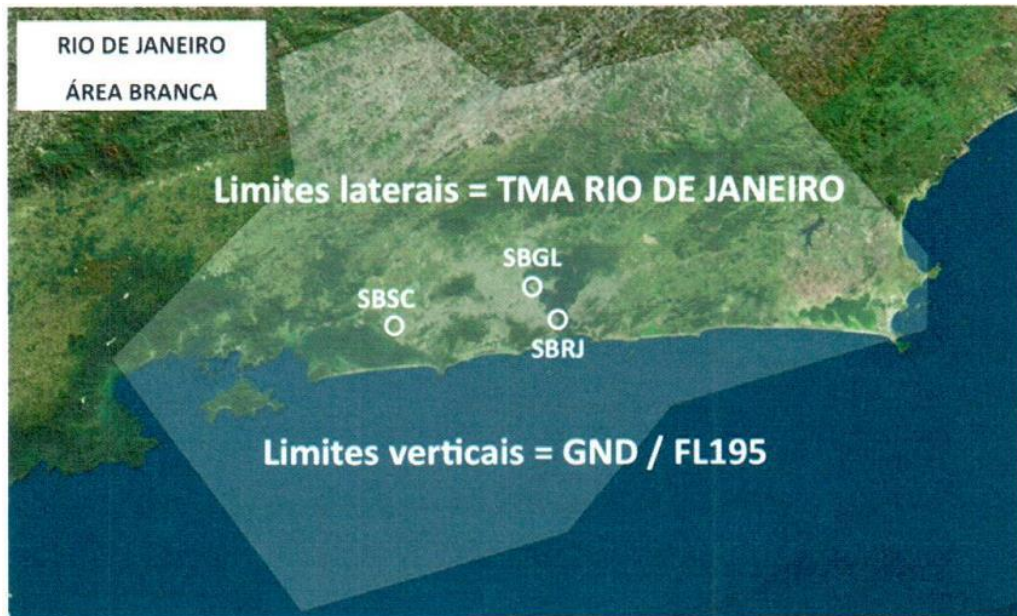 RIO DE JANEIRO
ÁREA BRANCA
Limites laterais = TMA RIO DE JANEIRO
SBGL
SBSC
SBRJ
Limites verticais = GND / FL195